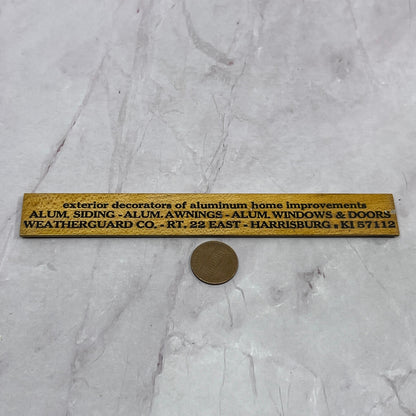 exterior decorators of aluminum home improvements
ALUM. SIDING - ALUM. AWNINGS - ALUM. WINDOWS & DOORS
WEATHERGUARD CO. - RT. 22 EAST - HARRISBURG, KI 57112